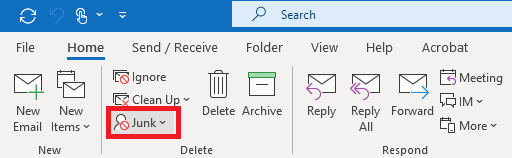 Search
File Home Send / Receive Folder View Help Acrobat
New Email
New Items
Ignore
Clean Up
Junk
Delete
Archive
Reply
Reply All
Forward
Meeting
IM
More
New Delete Respond